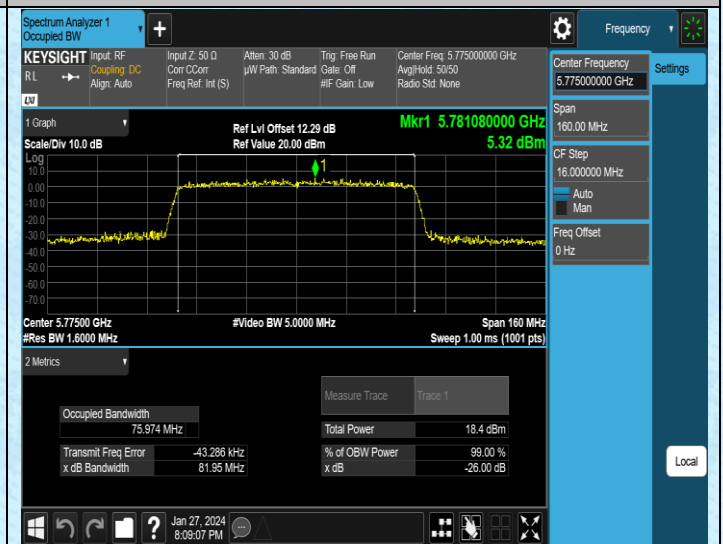 Spectrum Analyzer 1
Occupied BW
+
Frequency
KEYSIGHT
RL
LXI
Input: RF
Coupling: DC
Align: Auto
Input Z: 50 Ω
Corr CCorr
Freq Ref: Int (S)
Atten: 30 dB
µW Path: Standard
Trig: Free Run
Gate: Off
#IF Gain: Low
Center Freq: 5.775000000 GHz
Avg|Hold: 50/50
Radio Std: None
Center Frequency
5.775000000 GHz
Settings
Span
160.00 MHz
CF Step
16.000000 MHz
Auto
Man
Freq Offset
0 Hz
1 Graph
Scale/Div 10.0 dB
Ref Lvl Offset 12.29 dB
Ref Value 20.00 dBm
Mkr1 5.781080000 GHz
5.32 dBm
Log
10.0
0.00
-10.0
-20.0
-30.0
-40.0
-50.0
-60.0
-70.0
1
Center 5.77500 GHz
#Res BW 1.6000 MHz
#Video BW 5.0000 MHz
Span 160 MHz
Sweep 1.00 ms (1001 pts)
2 Metrics
Measure Trace Trace 1
Occupied Bandwidth
75.974 MHz
Total Power 18.4 dBm
Transmit Freq Error -43.286 kHz
% of OBW Power 99.00 %
x dB Bandwidth 81.95 MHz
x dB -26.00 dB
Local
?
Jan 27, 2024
8:09:07 PM